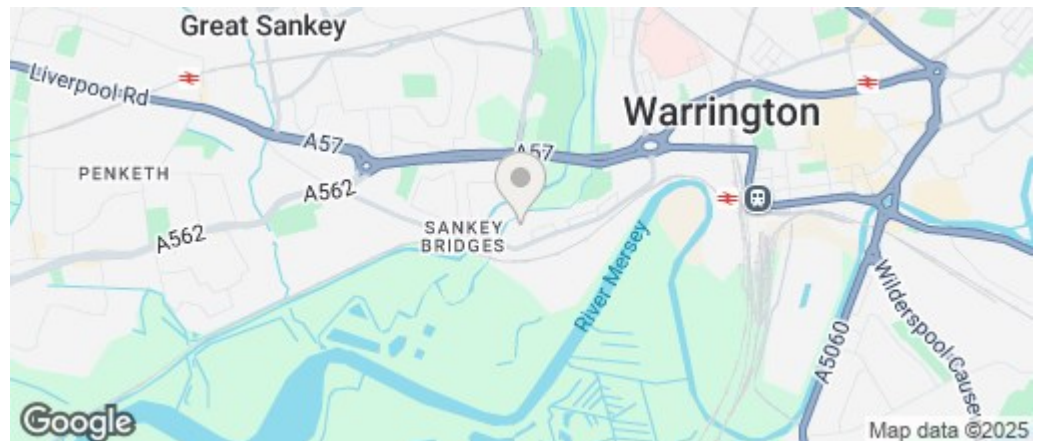 Great Sankey
Liverpool Rd
Warrington
A57
A57
PENKETH
A562
A562
SANKEY
BRIDGES
River Mersey
A5060
Wilderspool Causew
Google
Map data ©2025